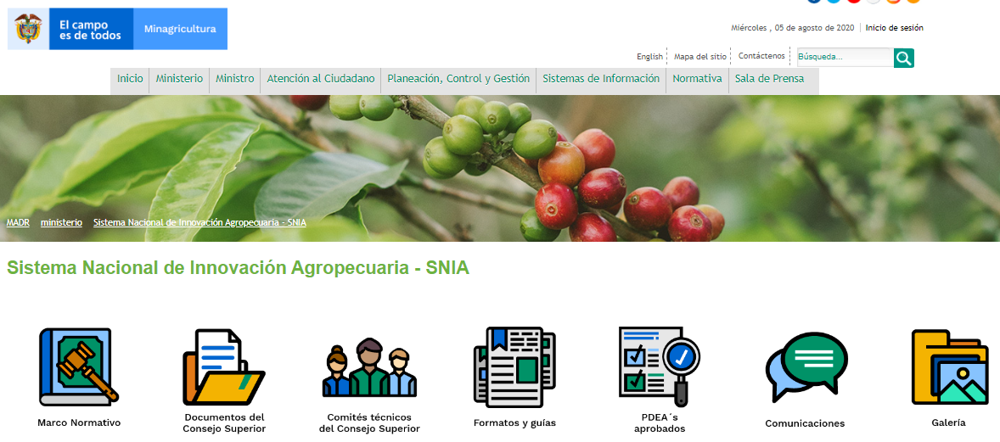 El campo
es de todos
Minagricultura
Miércoles , 05 de agosto de 2020
Inicio de sesión
English
Mapa del sitio
Contáctenos
Búsqueda...
Inicio
Ministerio
Ministro
Atención al Ciudadano
Planeación, Control y Gestión
Sistemas de Información
Normativa
Sala de Prensa
MADR ministerio Sistema Nacional de Innovación Agropecuaria - SNIA
Sistema Nacional de Innovación Agropecuaria - SNIA
Marco Normativo
Documentos del
Consejo Superior
Comités técnicos
del Consejo Superior
Formatos y guías
PDEA´s
aprobados
Comunicaciones
Galería